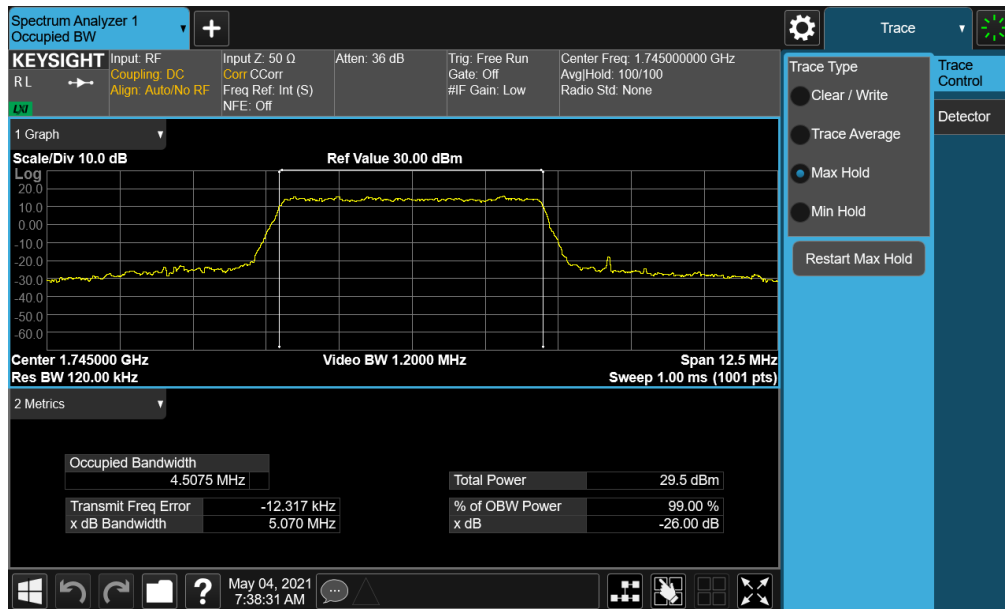 Spectrum Analyzer 1
Occupied BW
+
Trace
KEYSIGHT
R L
LXI
Input: RF
Coupling: DC
Align: Auto/No RF
Input Z: 50 Ω
Corr CCorr
Freq Ref: Int (S)
NFE: Off
Atten: 36 dB
Trig: Free Run
Gate: Off
#IF Gain: Low
Center Freq: 1.745000000 GHz
Avg|Hold: 100/100
Radio Std: None
Trace Type
Clear / Write
Trace Average
Max Hold
Min Hold
Restart Max Hold
Trace Control
Detector
1 Graph
Scale/Div 10.0 dB
Ref Value 30.00 dBm
Log
20.0
10.0
0.00
-10.0
-20.0
-30.0
-40.0
-50.0
-60.0
Center 1.745000 GHz
Video BW 1.2000 MHz
Span 12.5 MHz
Res BW 120.00 kHz
Sweep 1.00 ms (1001 pts)
2 Metrics
Occupied Bandwidth
4.5075 MHz
Total Power 29.5 dBm
Transmit Freq Error -12.317 kHz
% of OBW Power 99.00 %
x dB Bandwidth 5.070 MHz
x dB -26.00 dB
?
May 04, 2021
7:38:31 AM